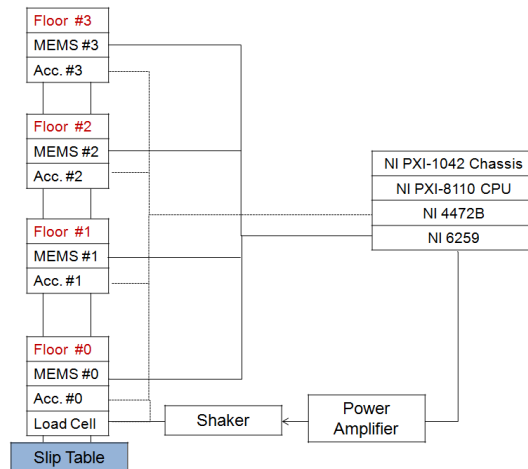 Floor #3
MEMS #3
Acc. #3
Floor #2
MEMS #2
Acc. #2
Floor #1
MEMS #1
Acc. #1
Floor #0
MEMS #0
Acc. #0
Load Cell
Slip Table
Shaker
Power
Amplifier
NI PXI-1042 Chassis
NI PXI-8110 CPU
NI 4472B
NI 6259